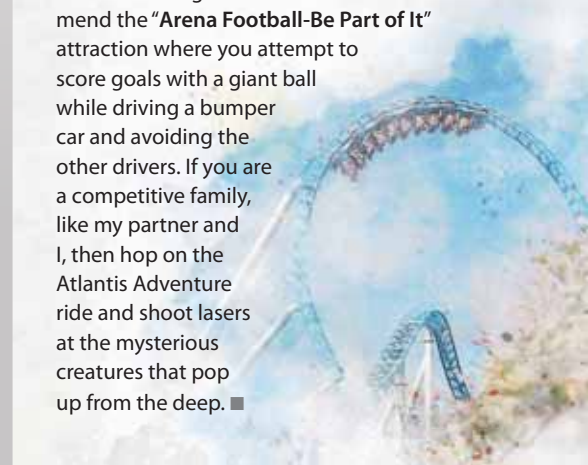 mend the “Arena Football-Be Part of It”
attraction where you attempt to
score goals with a giant ball
while driving a bumper
car and avoiding the
other drivers. If you are
a competitive family,
like my partner and
I, then hop on the
Atlantis Adventure
ride and shoot lasers
at the mysterious
creatures that pop
up from the deep. ■